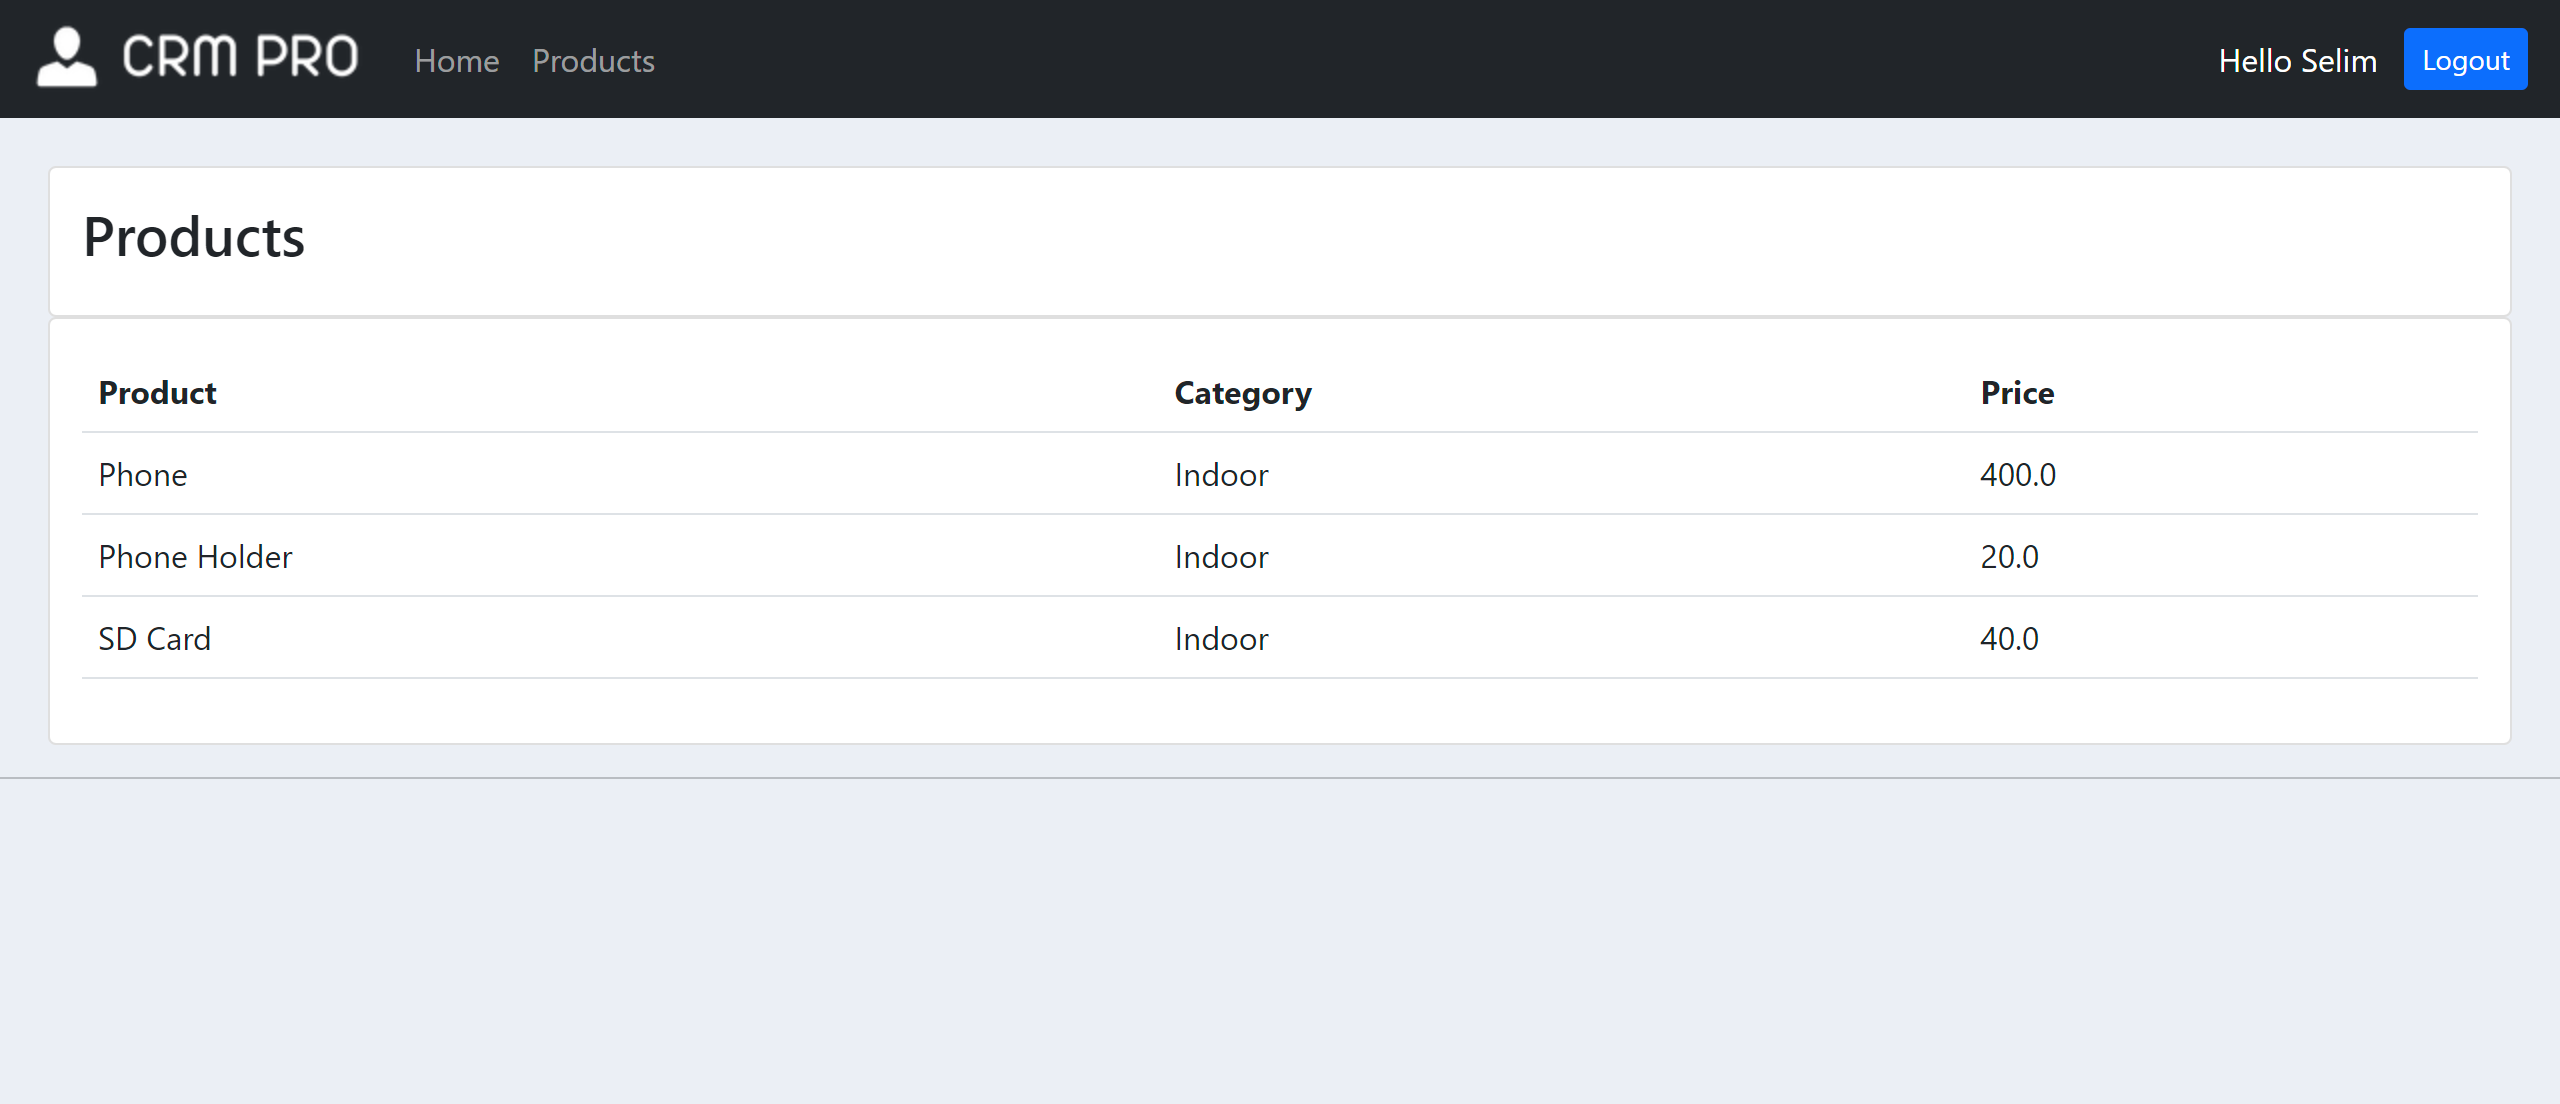 CRM PRO Home Products Hello Selim Logout
Products
Product Category Price
Phone Indoor 400.0
Phone Holder Indoor 20.0
SD Card Indoor 40.0